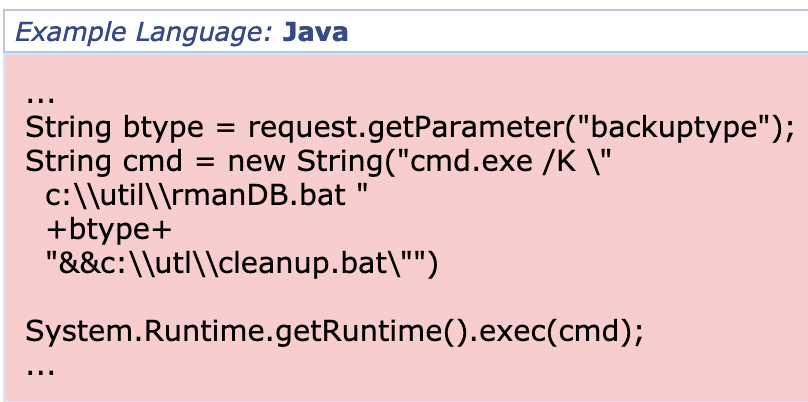 Example Language: Java
...
String btype = request.getParameter("backuptype");
String cmd = new String("cmd.exe /K \"
c:\\util\\rmanDB.bat "
+btype+
"&&c:\\utl\\cleanup.bat\"")
System.Runtime.getRuntime().exec(cmd);
...